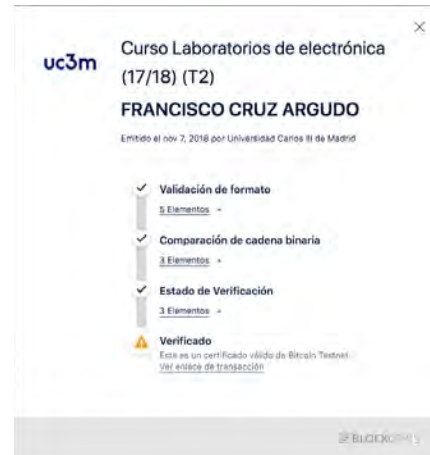 uc3m
Curso Laboratorios de electrónica
(17/18) (T2)
FRANCISCO CRUZ ARGUDO
Emitido el nov 7, 2018 por Universidad Carlos III de Madrid
Validación de formato
5 Elementos
Comparación de cadena binaria
3 Elementos
Estado de Verificación
3 Elementos
Verificado
Este es un certificado válido de Bitcoin Testnet.
Ver enlace de transacción
BLOCKCERTS